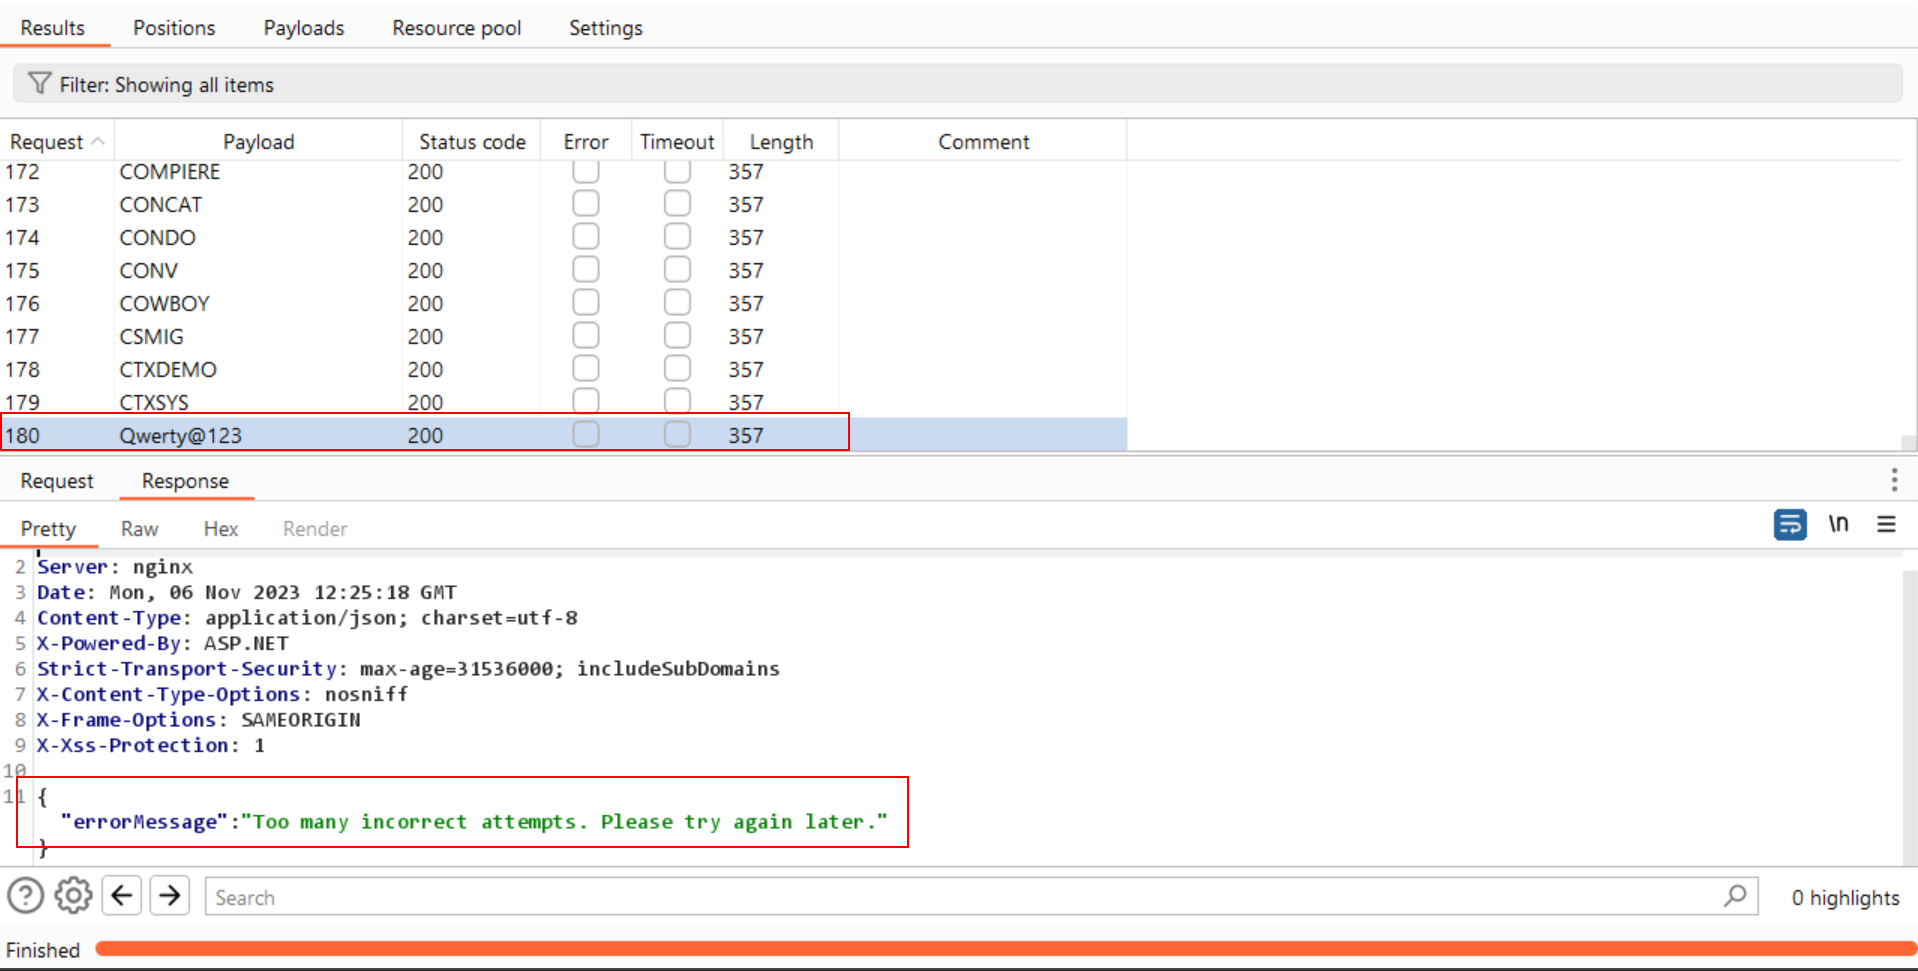 Results Positions Payloads Resource pool Settings
Filter: Showing all items
Request Payload Status code Error Timeout Length Comment
172 COMPIERE 200 357
173 CONCAT 200 357
174 CONDO 200 357
175 CONV 200 357
176 COWBOY 200 357
177 CSMIG 200 357
178 CTXDEMO 200 357
179 CTXSYS 200 357
180 Qwerty@123 200 357
Request Response
Pretty Raw Hex Render \n
2 Server: nginx
3 Date: Mon, 06 Nov 2023 12:25:18 GMT
4 Content-Type: application/json; charset=utf-8
5 X-Powered-By: ASP.NET
6 Strict-Transport-Security: max-age=31536000; includeSubDomains
7 X-Content-Type-Options: nosniff
8 X-Frame-Options: SAMEORIGIN
9 X-Xss-Protection: 1
10
11 {
"errorMessage":"Too many incorrect attempts. Please try again later."
}
? Search 0 highlights
Finished